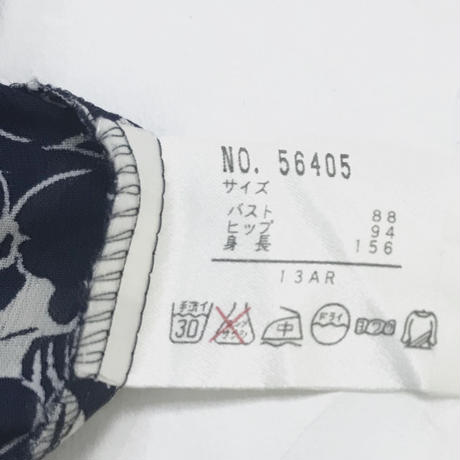 NO. 56405
サイズ
バスト 88
ヒップ 94
身長 156
13AR
手洗イ 30 中 ドライ